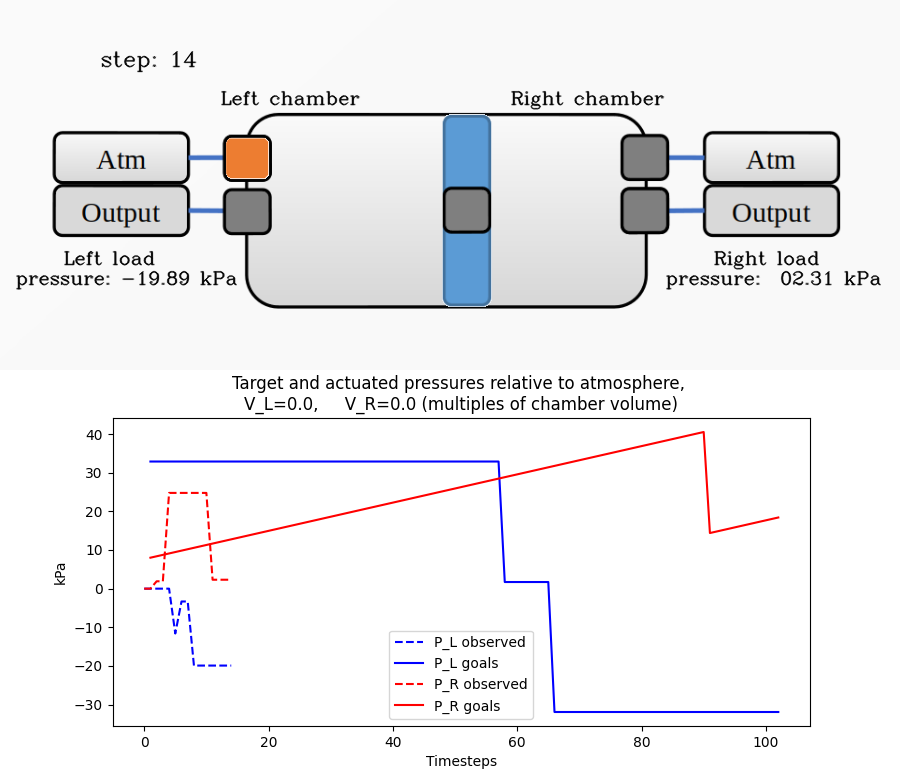 step: 14
Left chamber
Right chamber
Atm
Atm
Output
Output
Left load
pressure: −19.89 kPa
Right load
pressure: 02.31 kPa
Target and actuated pressures relative to atmosphere,
V_L=0.0, V_R=0.0 (multiples of chamber volume)
40
30
20
10
0
−10
−20
−30
kPa
P_L observed
P_L goals
P_R observed
P_R goals
0 20 40 60 80 100
Timesteps